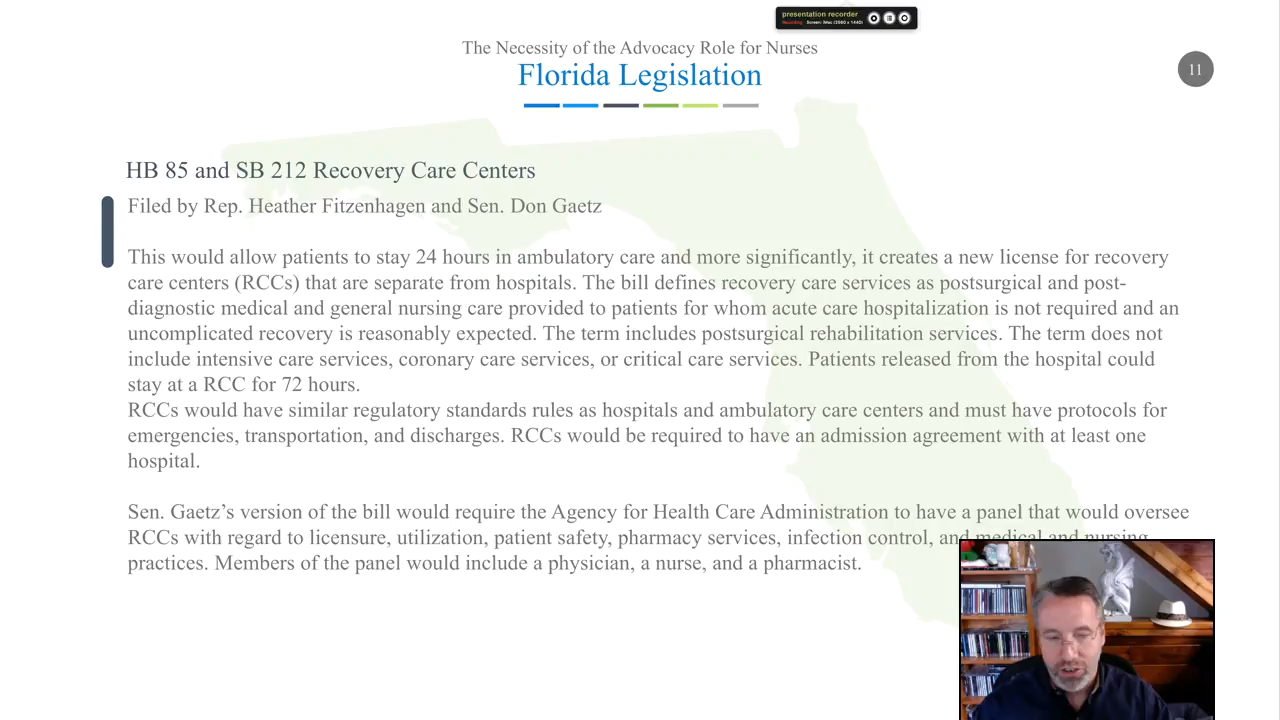 presentation recorder
Recording Screen: iMac (2560 x 1440)
The Necessity of the Advocacy Role for Nurses
Florida Legislation
11
HB 85 and SB 212 Recovery Care Centers
Filed by Rep. Heather Fitzenhagen and Sen. Don Gaetz
This would allow patients to stay 24 hours in ambulatory care and more significantly, it creates a new license for recovery
care centers (RCCs) that are separate from hospitals. The bill defines recovery care services as postsurgical and post-
diagnostic medical and general nursing care provided to patients for whom acute care hospitalization is not required and an
uncomplicated recovery is reasonably expected. The term includes postsurgical rehabilitation services. The term does not
include intensive care services, coronary care services, or critical care services. Patients released from the hospital could
stay at a RCC for 72 hours.
RCCs would have similar regulatory standards rules as hospitals and ambulatory care centers and must have protocols for
emergencies, transportation, and discharges. RCCs would be required to have an admission agreement with at least one
hospital.
Sen. Gaetz’s version of the bill would require the Agency for Health Care Administration to have a panel that would oversee
RCCs with regard to licensure, utilization, patient safety, pharmacy services, infection control, and medical and nursing
practices. Members of the panel would include a physician, a nurse, and a pharmacist.